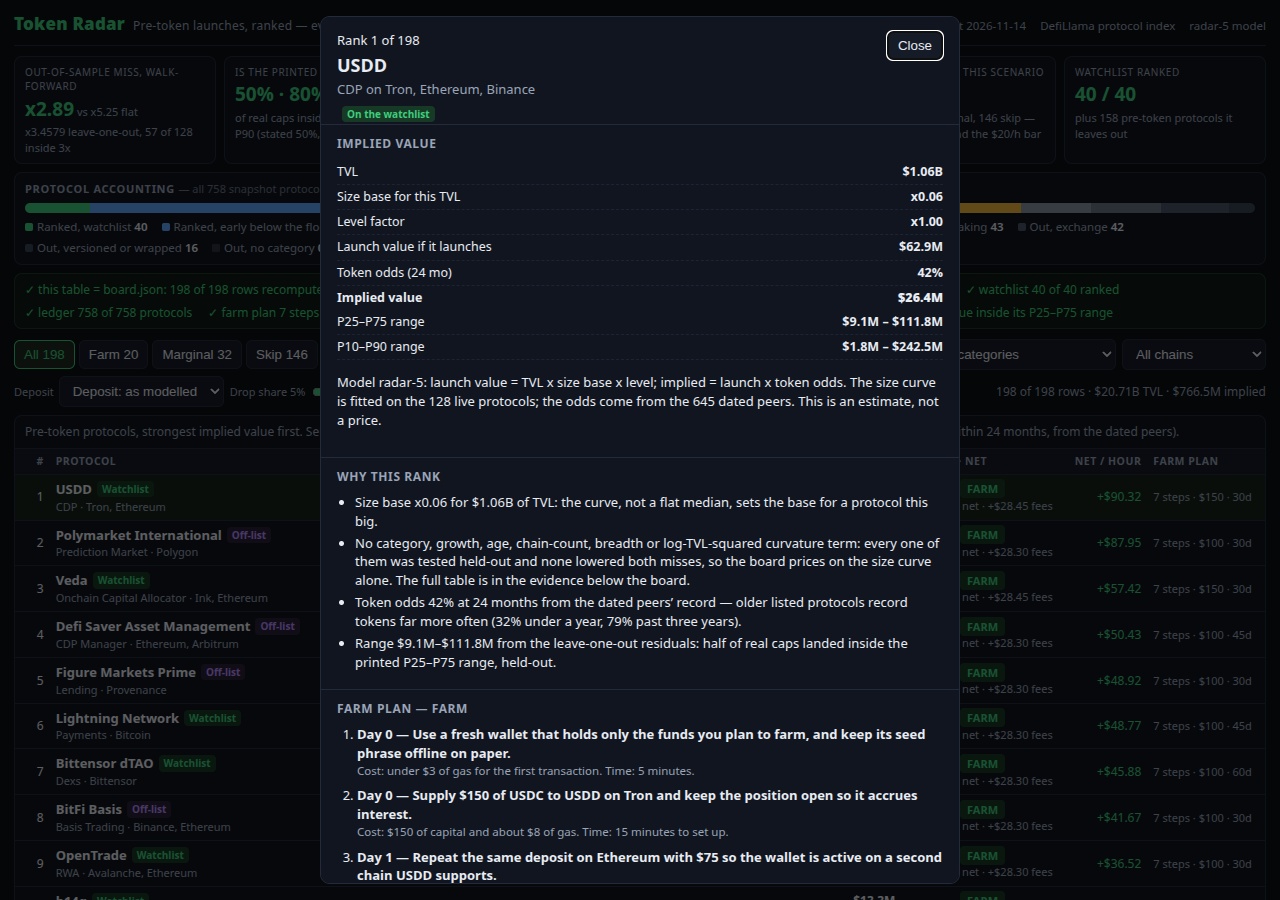 Token Radar Pre-token launches, ranked —
2026-11-14 DefiLlama protocol index radar-5 model
OUT-OF-SAMPLE MISS, WALK-FORWARD
x2.89 vs x5.25 flat
x3.4579 leave-one-out, 57 of 128 inside 3x
IS THE PRINTED
50% · 80%
of real caps
P90 (stated 50%,
THIS SCENARIO
146 skip —
the $20/h bar
WATCHLIST RANKED
40 / 40
plus 158 pre-token protocols it leaves out
PROTOCOL ACCOUNTING — all 758 snapshot
Ranked, watchlist 40 Ranked, early below the
43 Out, exchange 42
Out, versioned or wrapped 16 Out, no category
✓ this table = board.json: 198 of 198 rows
✓ watchlist 40 of 40 ranked
✓ ledger 758 of 758 protocols ✓ farm plan 7 steps
inside its P25–P75 range
All 198 Farm 20 Marginal 32 Skip 146
categories All chains
Deposit Deposit: as modelled Drop share 5%
198 of 198 rows · $20.71B TVL · $766.5M implied
Pre-token protocols, strongest implied value first.
within 24 months, from the dated peers).
# PROTOCOL NET NET / HOUR FARM PLAN
1 USDD Watchlist FARM +$90.32 7 steps · $150 · 30d
CDP · Tron, Ethereum net · +$28.45 fees
2 Polymarket International Off-list FARM +$87.95 7 steps · $100 · 30d
Prediction Market · Polygon net · +$28.30 fees
3 Veda Watchlist FARM +$57.42 7 steps · $100 · 30d
Onchain Capital Allocator · Ink, Ethereum net · +$28.45 fees
4 Defi Saver Asset Management Off-list FARM +$50.43 7 steps · $100 · 45d
CDP Manager · Ethereum, Arbitrum net · +$28.30 fees
5 Figure Markets Prime Off-list FARM +$48.92 7 steps · $100 · 30d
Lending · Provenance net · +$28.30 fees
6 Lightning Network Watchlist FARM +$48.77 7 steps · $100 · 45d
Payments · Bitcoin net · +$28.30 fees
7 Bittensor dTAO Watchlist FARM +$45.88 7 steps · $100 · 60d
Dexs · Bittensor net · +$28.30 fees
8 BitFi Basis Off-list FARM +$41.67 7 steps · $100 · 30d
Basis Trading · Binance, Ethereum net · +$28.30 fees
9 OpenTrade Watchlist FARM +$36.52 7 steps · $100 · 30d
RWA · Avalanche, Ethereum net · +$28.30 fees
Rank 1 of 198
Close
USDD
CDP on Tron, Ethereum, Binance
On the watchlist
IMPLIED VALUE
TVL $1.06B
Size base for this TVL x0.06
Level factor x1.00
Launch value if it launches $62.9M
Token odds (24 mo) 42%
Implied value $26.4M
P25–P75 range $9.1M – $111.8M
P10–P90 range $1.8M – $242.5M
Model radar-5: launch value = TVL x size base x level; implied = launch x token odds. The size curve
is fitted on the 128 live protocols; the odds come from the 645 dated peers. This is an estimate, not
a price.
WHY THIS RANK
• Size base x0.06 for $1.06B of TVL: the curve, not a flat median, sets the base for a protocol this
big.
• No category, growth, age, chain-count, breadth or log-TVL-squared curvature term: every one of
them was tested held-out and none lowered both misses, so the board prices on the size curve
alone. The full table is in the evidence below the board.
• Token odds 42% at 24 months from the dated peers’ record — older listed protocols record
tokens far more often (32% under a year, 79% past three years).
• Range $9.1M–$111.8M from the leave-one-out residuals: half of real caps landed inside the
printed P25–P75 range, held-out.
FARM PLAN — FARM
1. Day 0 — Use a fresh wallet that holds only the funds you plan to farm, and keep its seed
phrase offline on paper.
Cost: under $3 of gas for the first transaction. Time: 5 minutes.
2. Day 0 — Supply $150 of USDC to USDD on Tron and keep the position open so it accrues
interest.
Cost: $150 of capital and about $8 of gas. Time: 15 minutes to set up.
3. Day 1 — Repeat the same deposit on Ethereum with $75 so the wallet is active on a second
chain USDD supports.